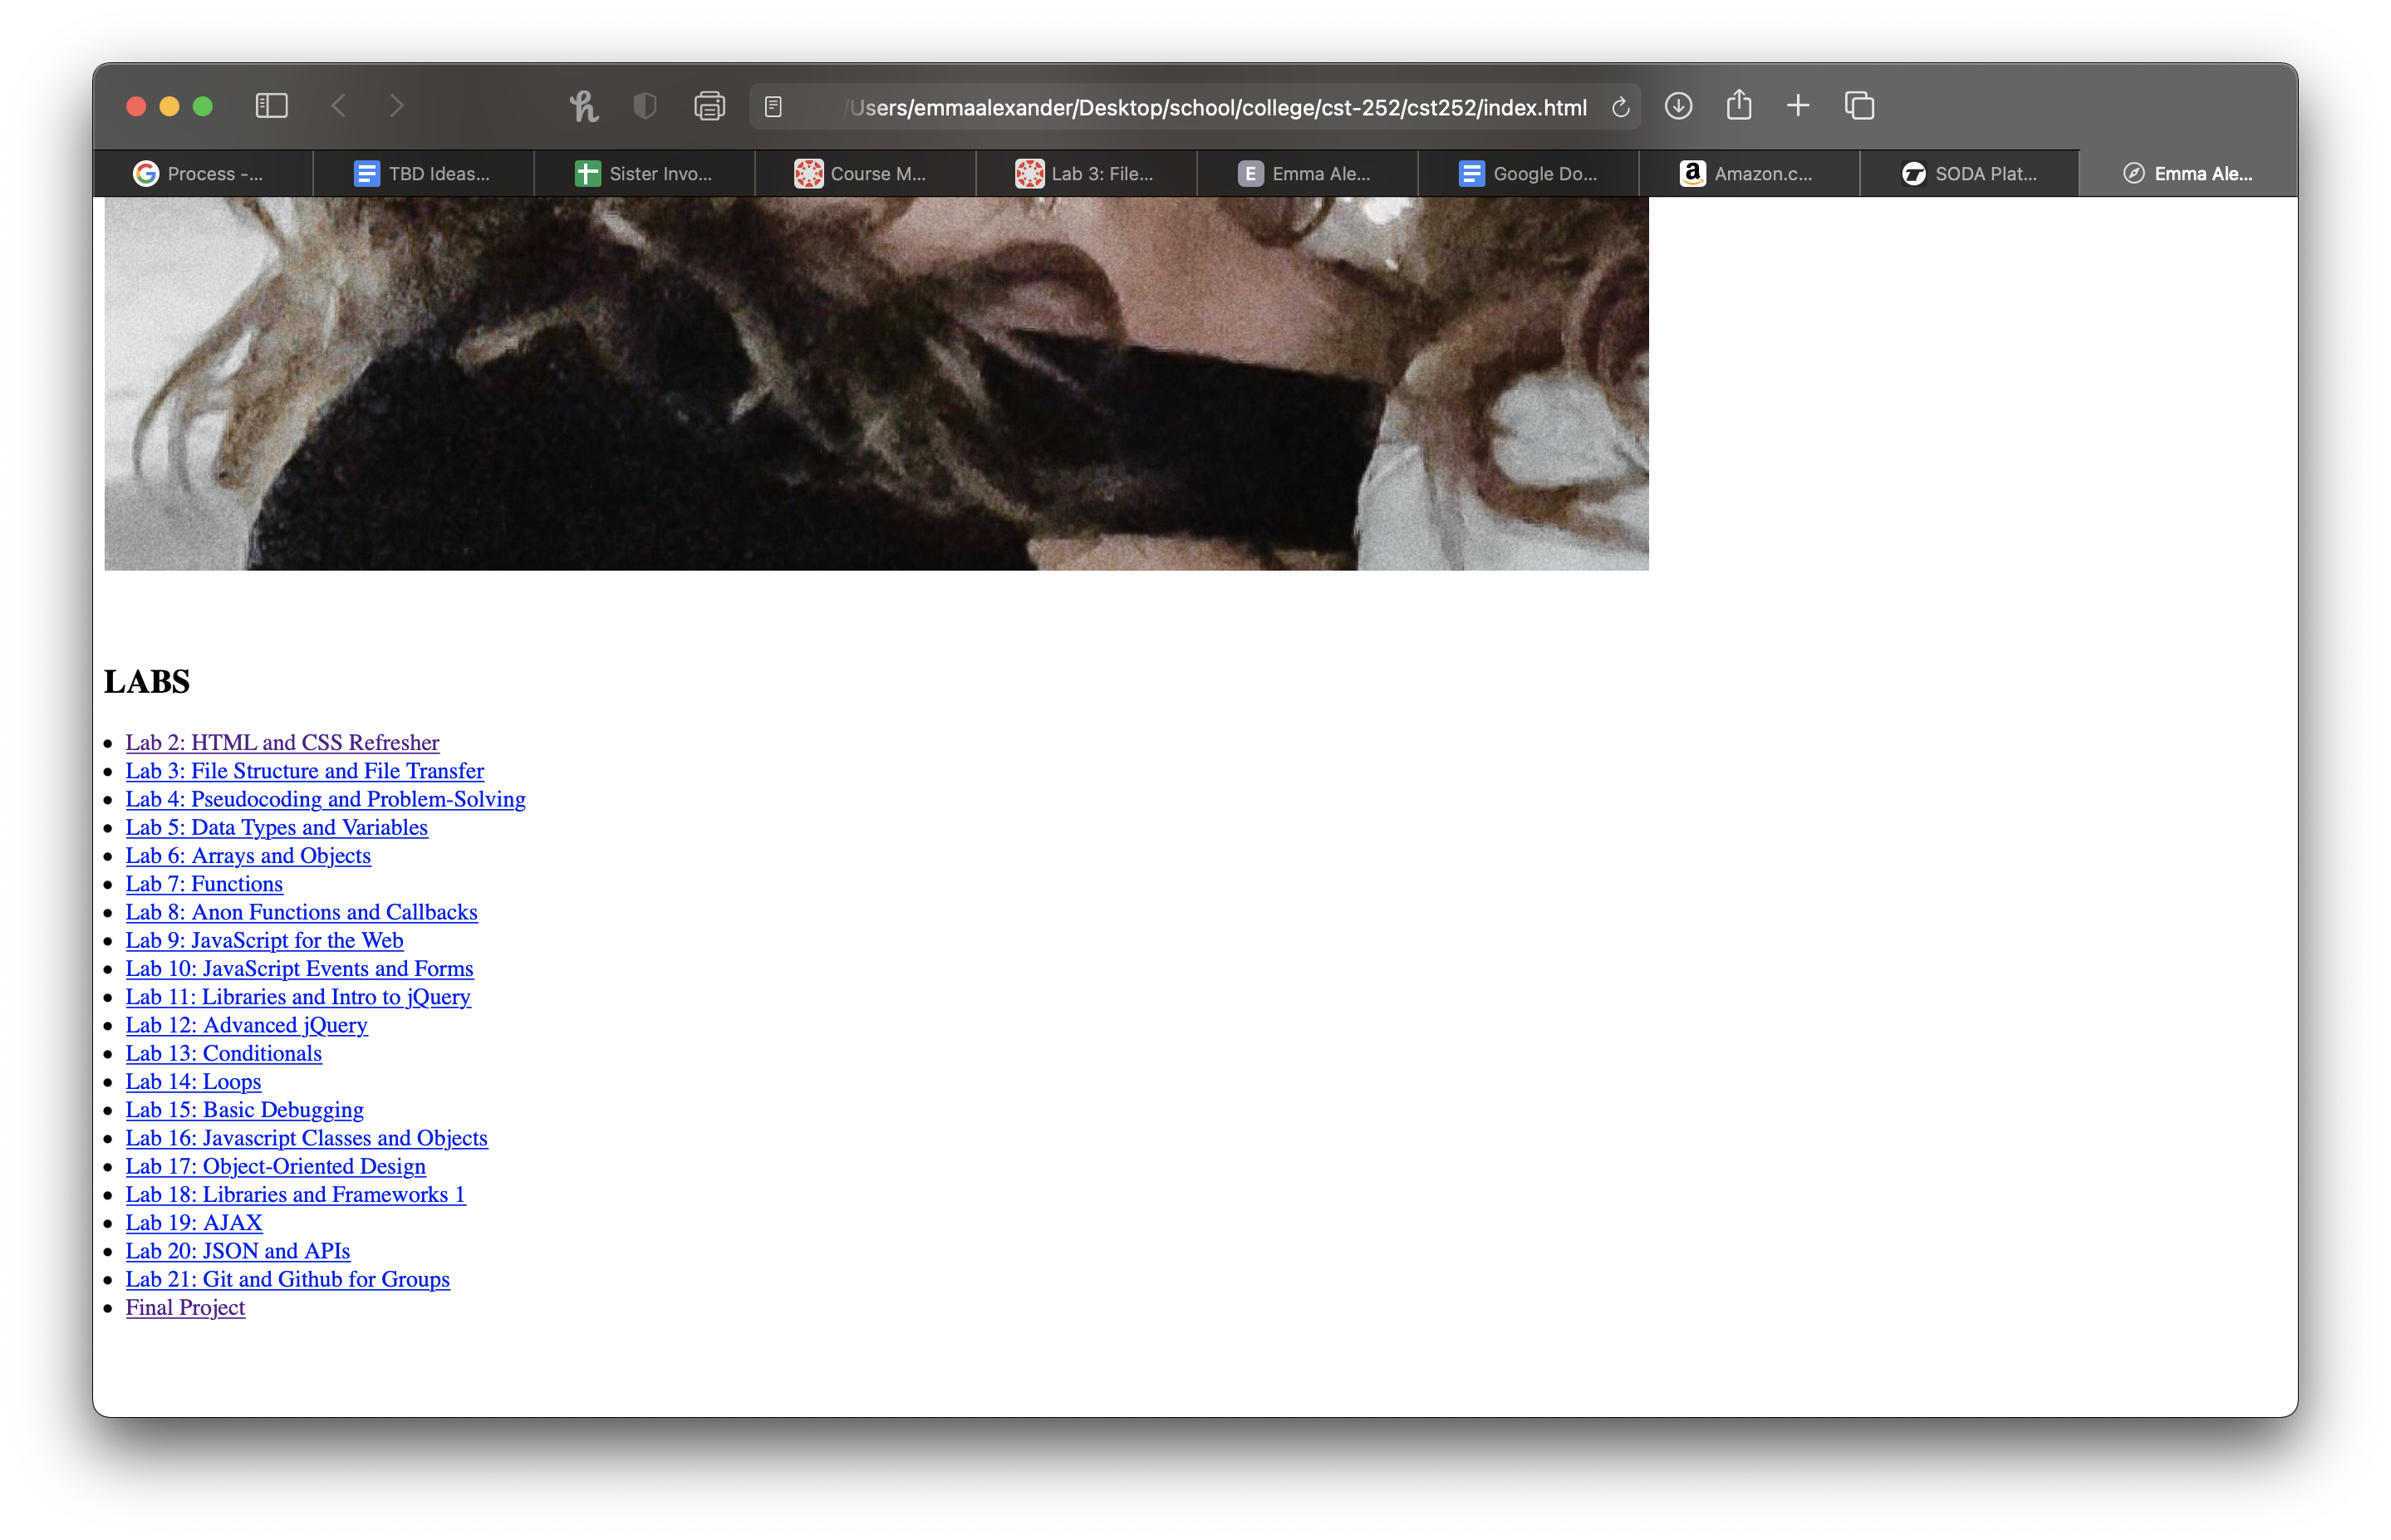 /Users/emmaalexander/Desktop/school/college/cst-252/cst252/index.html
Process -...
TBD Ideas...
Sister Invo...
Course M...
Lab 3: File...
E Emma Ale...
Google Do...
a Amazon.c...
SODA Plat...
Emma Ale...
LABS
Lab 2: HTML and CSS Refresher
Lab 3: File Structure and File Transfer
Lab 4: Pseudocoding and Problem-Solving
Lab 5: Data Types and Variables
Lab 6: Arrays and Objects
Lab 7: Functions
Lab 8: Anon Functions and Callbacks
Lab 9: JavaScript for the Web
Lab 10: JavaScript Events and Forms
Lab 11: Libraries and Intro to jQuery
Lab 12: Advanced jQuery
Lab 13: Conditionals
Lab 14: Loops
Lab 15: Basic Debugging
Lab 16: Javascript Classes and Objects
Lab 17: Object-Oriented Design
Lab 18: Libraries and Frameworks 1
Lab 19: AJAX
Lab 20: JSON and APIs
Lab 21: Git and Github for Groups
Final Project